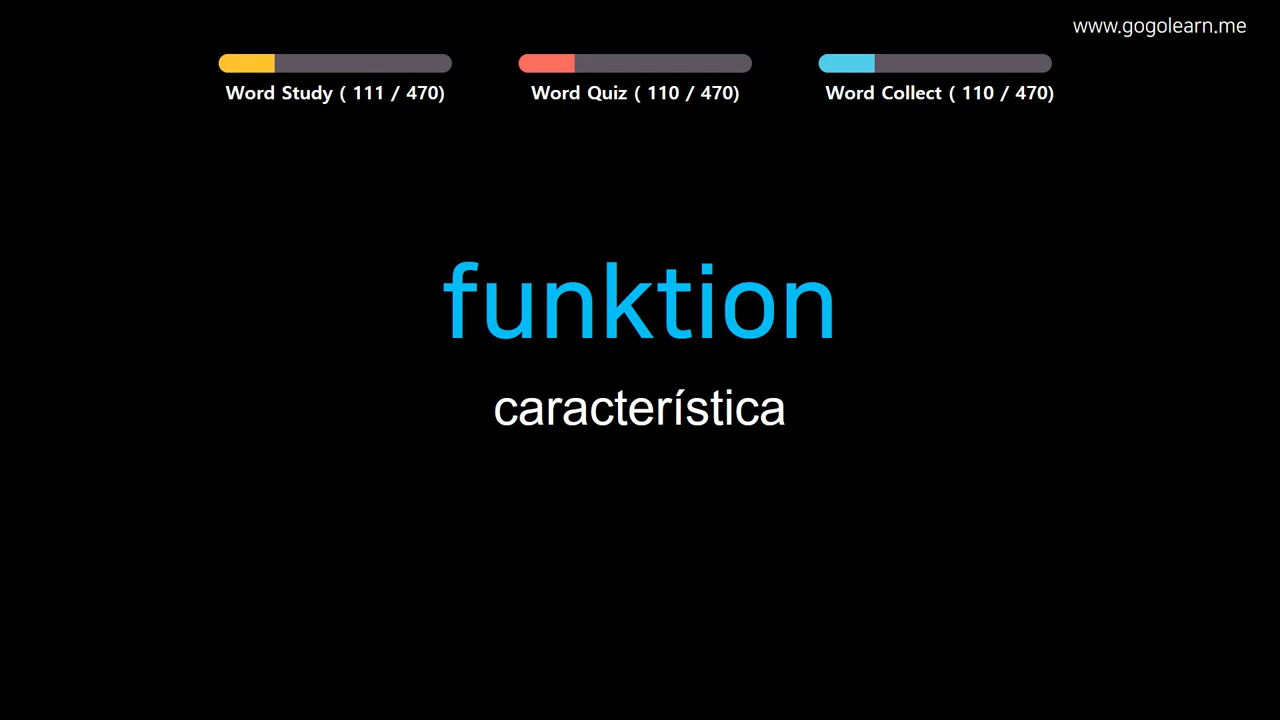 www.gogolearn.me
Word Study ( 111 / 470)
Word Quiz ( 110 / 470)
Word Collect ( 110 / 470)
funktion
característica